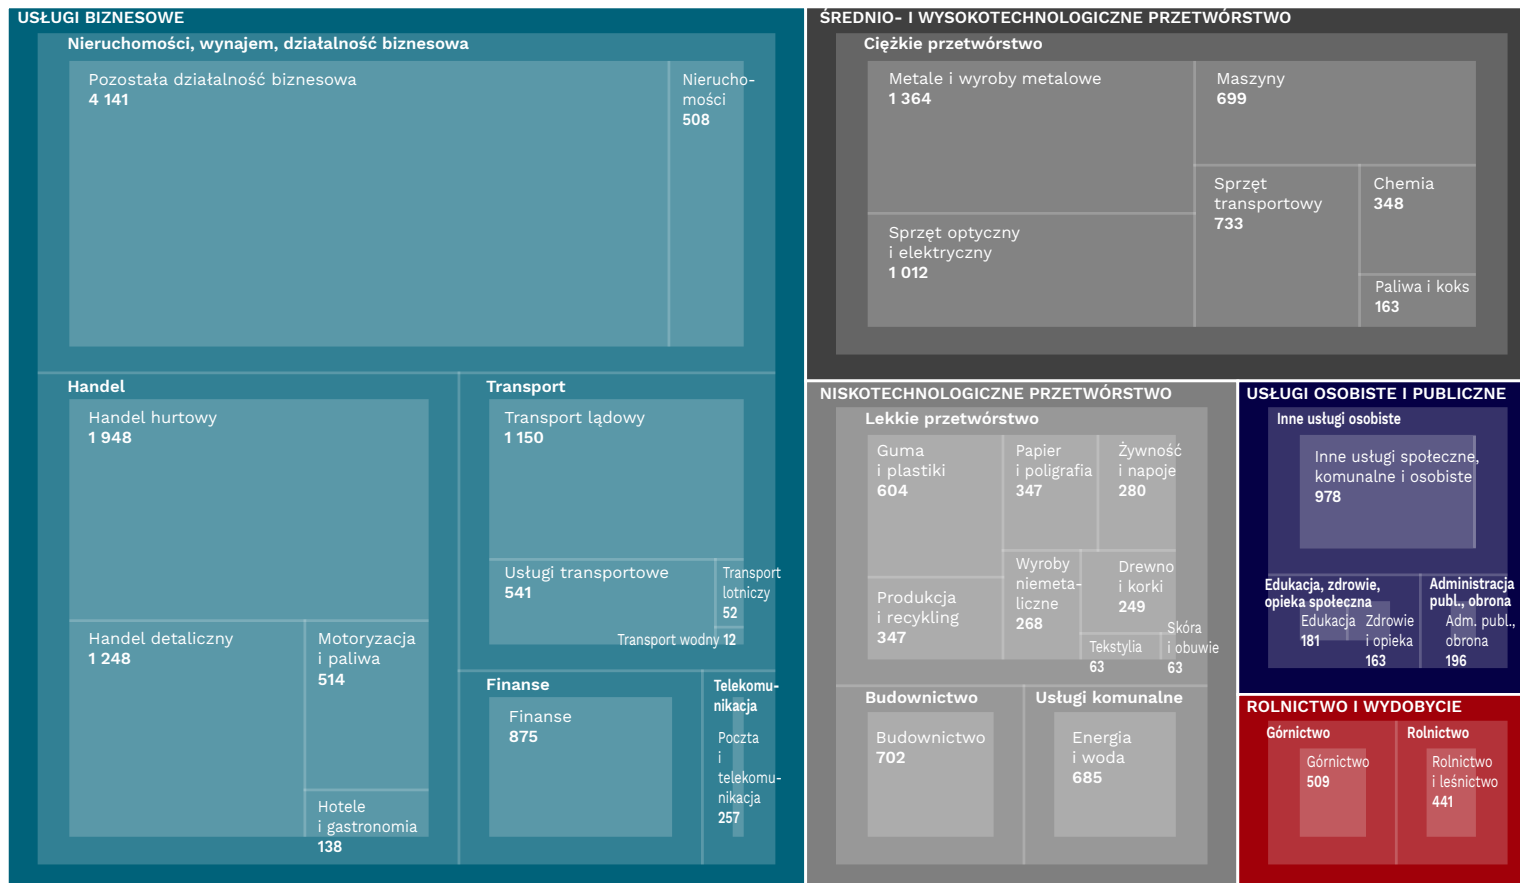 USŁUGI BIZNESOWE
Nieruchomości, wynajem, działalność biznesowa
Pozostała działalność biznesowa
4 141
Nierucho-
mości
508
Handel
Handel hurtowy
1 948
Handel detaliczny
1 248
Motoryzacja
i paliwa
514
Hotele
i gastronomia
138
Transport
Transport lądowy
1 150
Usługi transportowe
541
Transport
lotniczy
52
Transport wodny 12
Finanse
Finanse
875
Telekomu-
nikacja
Poczta
i
telekomu-
nikacja
257
ŚREDNIO- I WYSOKOTECHNOLOGICZNE PRZETWÓRSTWO
Ciężkie przetwórstwo
Metale i wyroby metalowe
1 364
Sprzęt optyczny
i elektryczny
1 012
Maszyny
699
Sprzęt
transportowy
733
Chemia
348
Paliwa i koks
163
NISKOTECHNOLOGICZNE PRZETWÓRSTWO
Lekkie przetwórstwo
Guma
i plastiki
604
Produkcja
i recykling
347
Papier
i poligrafia
347
Żywność
i napoje
280
Wyroby
niemeta-
liczne
268
Drewno
i korki
249
Tekstylia
63
Skóra
i obuwie
63
Budownictwo
Budownictwo
702
Usługi komunalne
Energia
i woda
685
USŁUGI OSOBISTE I PUBLICZNE
Inne usługi osobiste
Inne usługi społeczne,
komunalne i osobiste
978
Edukacja, zdrowie,
opieka społeczna
Edukacja
181
Zdrowie
i opieka
163
Administracja
publ., obrona
Adm. publ.,
obrona
196
ROLNICTWO I WYDOBYCIE
Górnictwo
Górnictwo
509
Rolnictwo
Rolnictwo
i leśnictwo
441